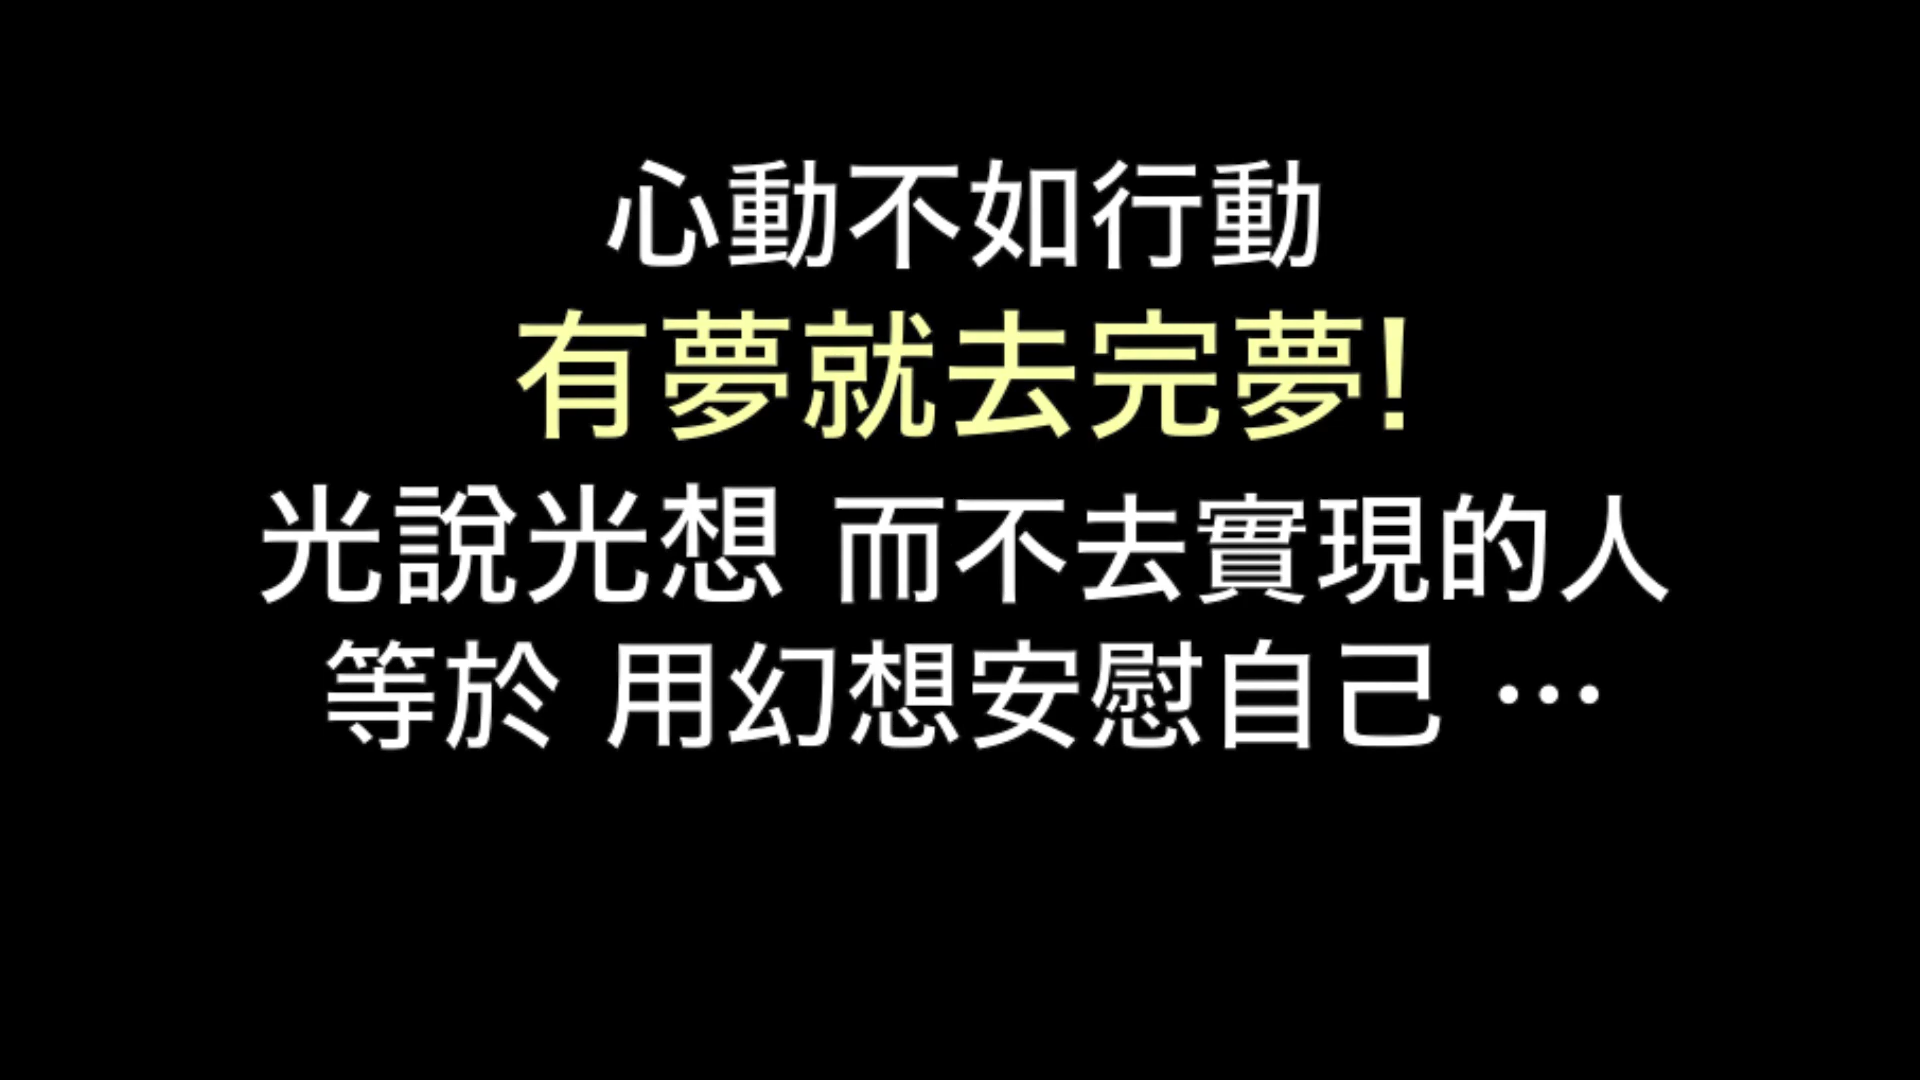 心動不如行動
有夢就去完夢!
光說光想 而不去實現的人
等於 用幻想安慰自己 …